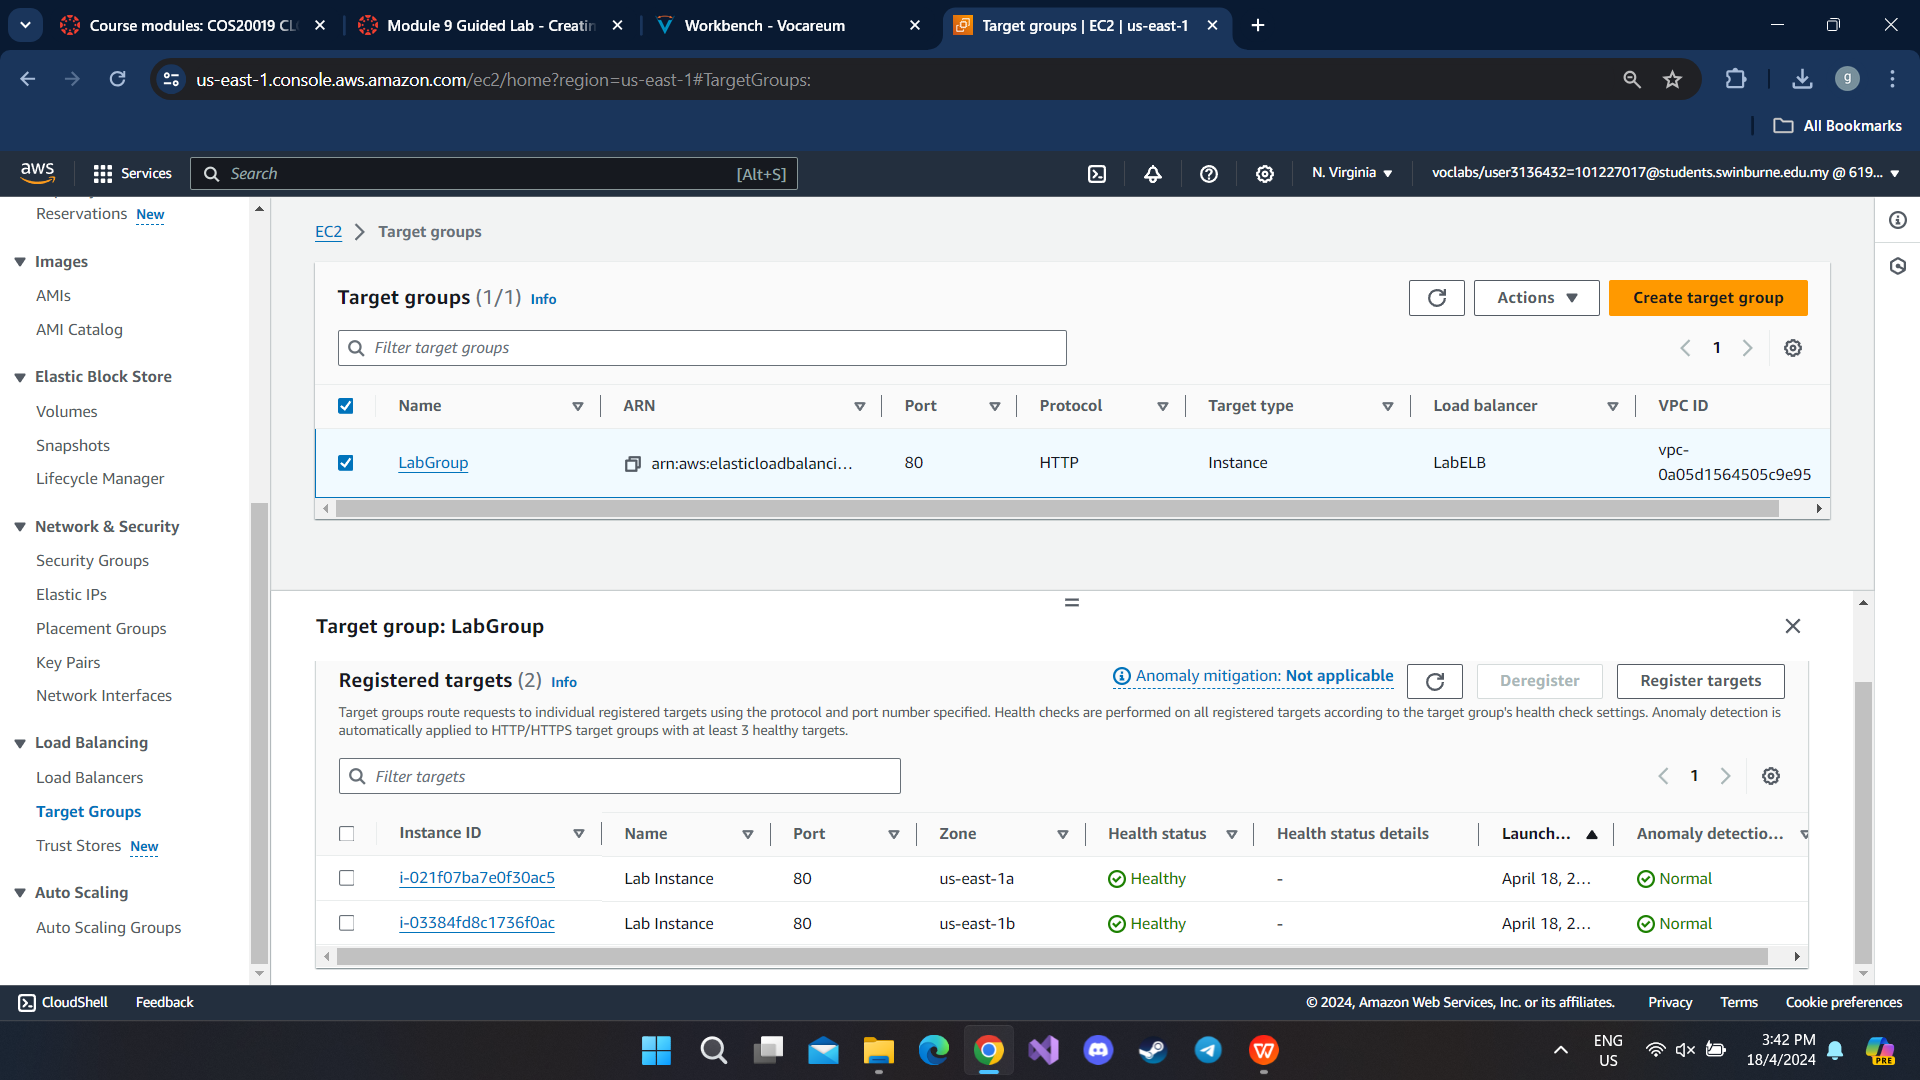 Course modules: COS20019 CL
Module 9 Guided Lab - Creatin
Workbench - Vocareum
Target groups | EC2 | us-east-1
us-east-1.console.aws.amazon.com/ec2/home?region=us-east-1#TargetGroups:
g
All Bookmarks
aws
Services
Search
[Alt+S]
N. Virginia
voclabs/user3136432=101227017@students.swinburne.edu.my @ 619...
Reservations New
Images
AMIs
AMI Catalog
Elastic Block Store
Volumes
Snapshots
Lifecycle Manager
Network & Security
Security Groups
Elastic IPs
Placement Groups
Key Pairs
Network Interfaces
Load Balancing
Load Balancers
Target Groups
Trust Stores New
Auto Scaling
Auto Scaling Groups
EC2 > Target groups
Target groups (1/1) Info
Actions
Create target group
Filter target groups
1
Name ARN Port Protocol Target type Load balancer VPC ID
LabGroup arn:aws:elasticloadbalanci... 80 HTTP Instance LabELB vpc-
0a05d1564505c9e95
Target group: LabGroup
Registered targets (2) Info
Anomaly mitigation: Not applicable
Deregister
Register targets
Target groups route requests to individual registered targets using the protocol and port number specified. Health checks are performed on all registered targets according to the target group's health check settings. Anomaly detection is
automatically applied to HTTP/HTTPS target groups with at least 3 healthy targets.
Filter targets
1
Instance ID Name Port Zone Health status Health status details Launch... Anomaly detectio...
i-021f07ba7e0f30ac5 Lab Instance 80 us-east-1a Healthy - April 18, 2... Normal
i-03384fd8c1736f0ac Lab Instance 80 us-east-1b Healthy - April 18, 2... Normal
CloudShell
Feedback
© 2024, Amazon Web Services, Inc. or its affiliates.
Privacy
Terms
Cookie preferences
ENG
US
3:42 PM
18/4/2024
PRE